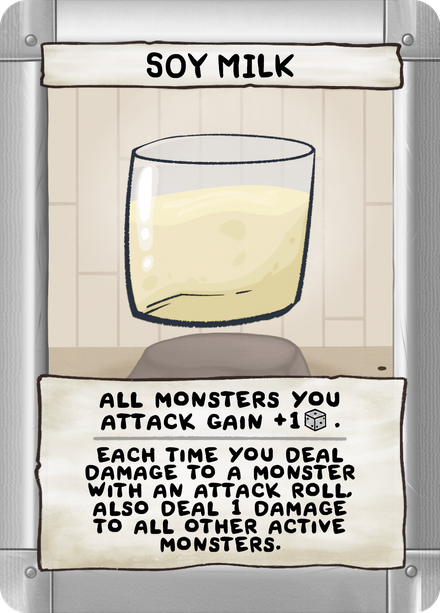 SOY MILK
ALL MONSTERS YOU
ATTACK GAIN +1 .
EACH TIME YOU DEAL
DAMAGE TO A MONSTER
WITH AN ATTACK ROLL,
ALSO DEAL 1 DAMAGE
TO ALL OTHER ACTIVE
MONSTERS.